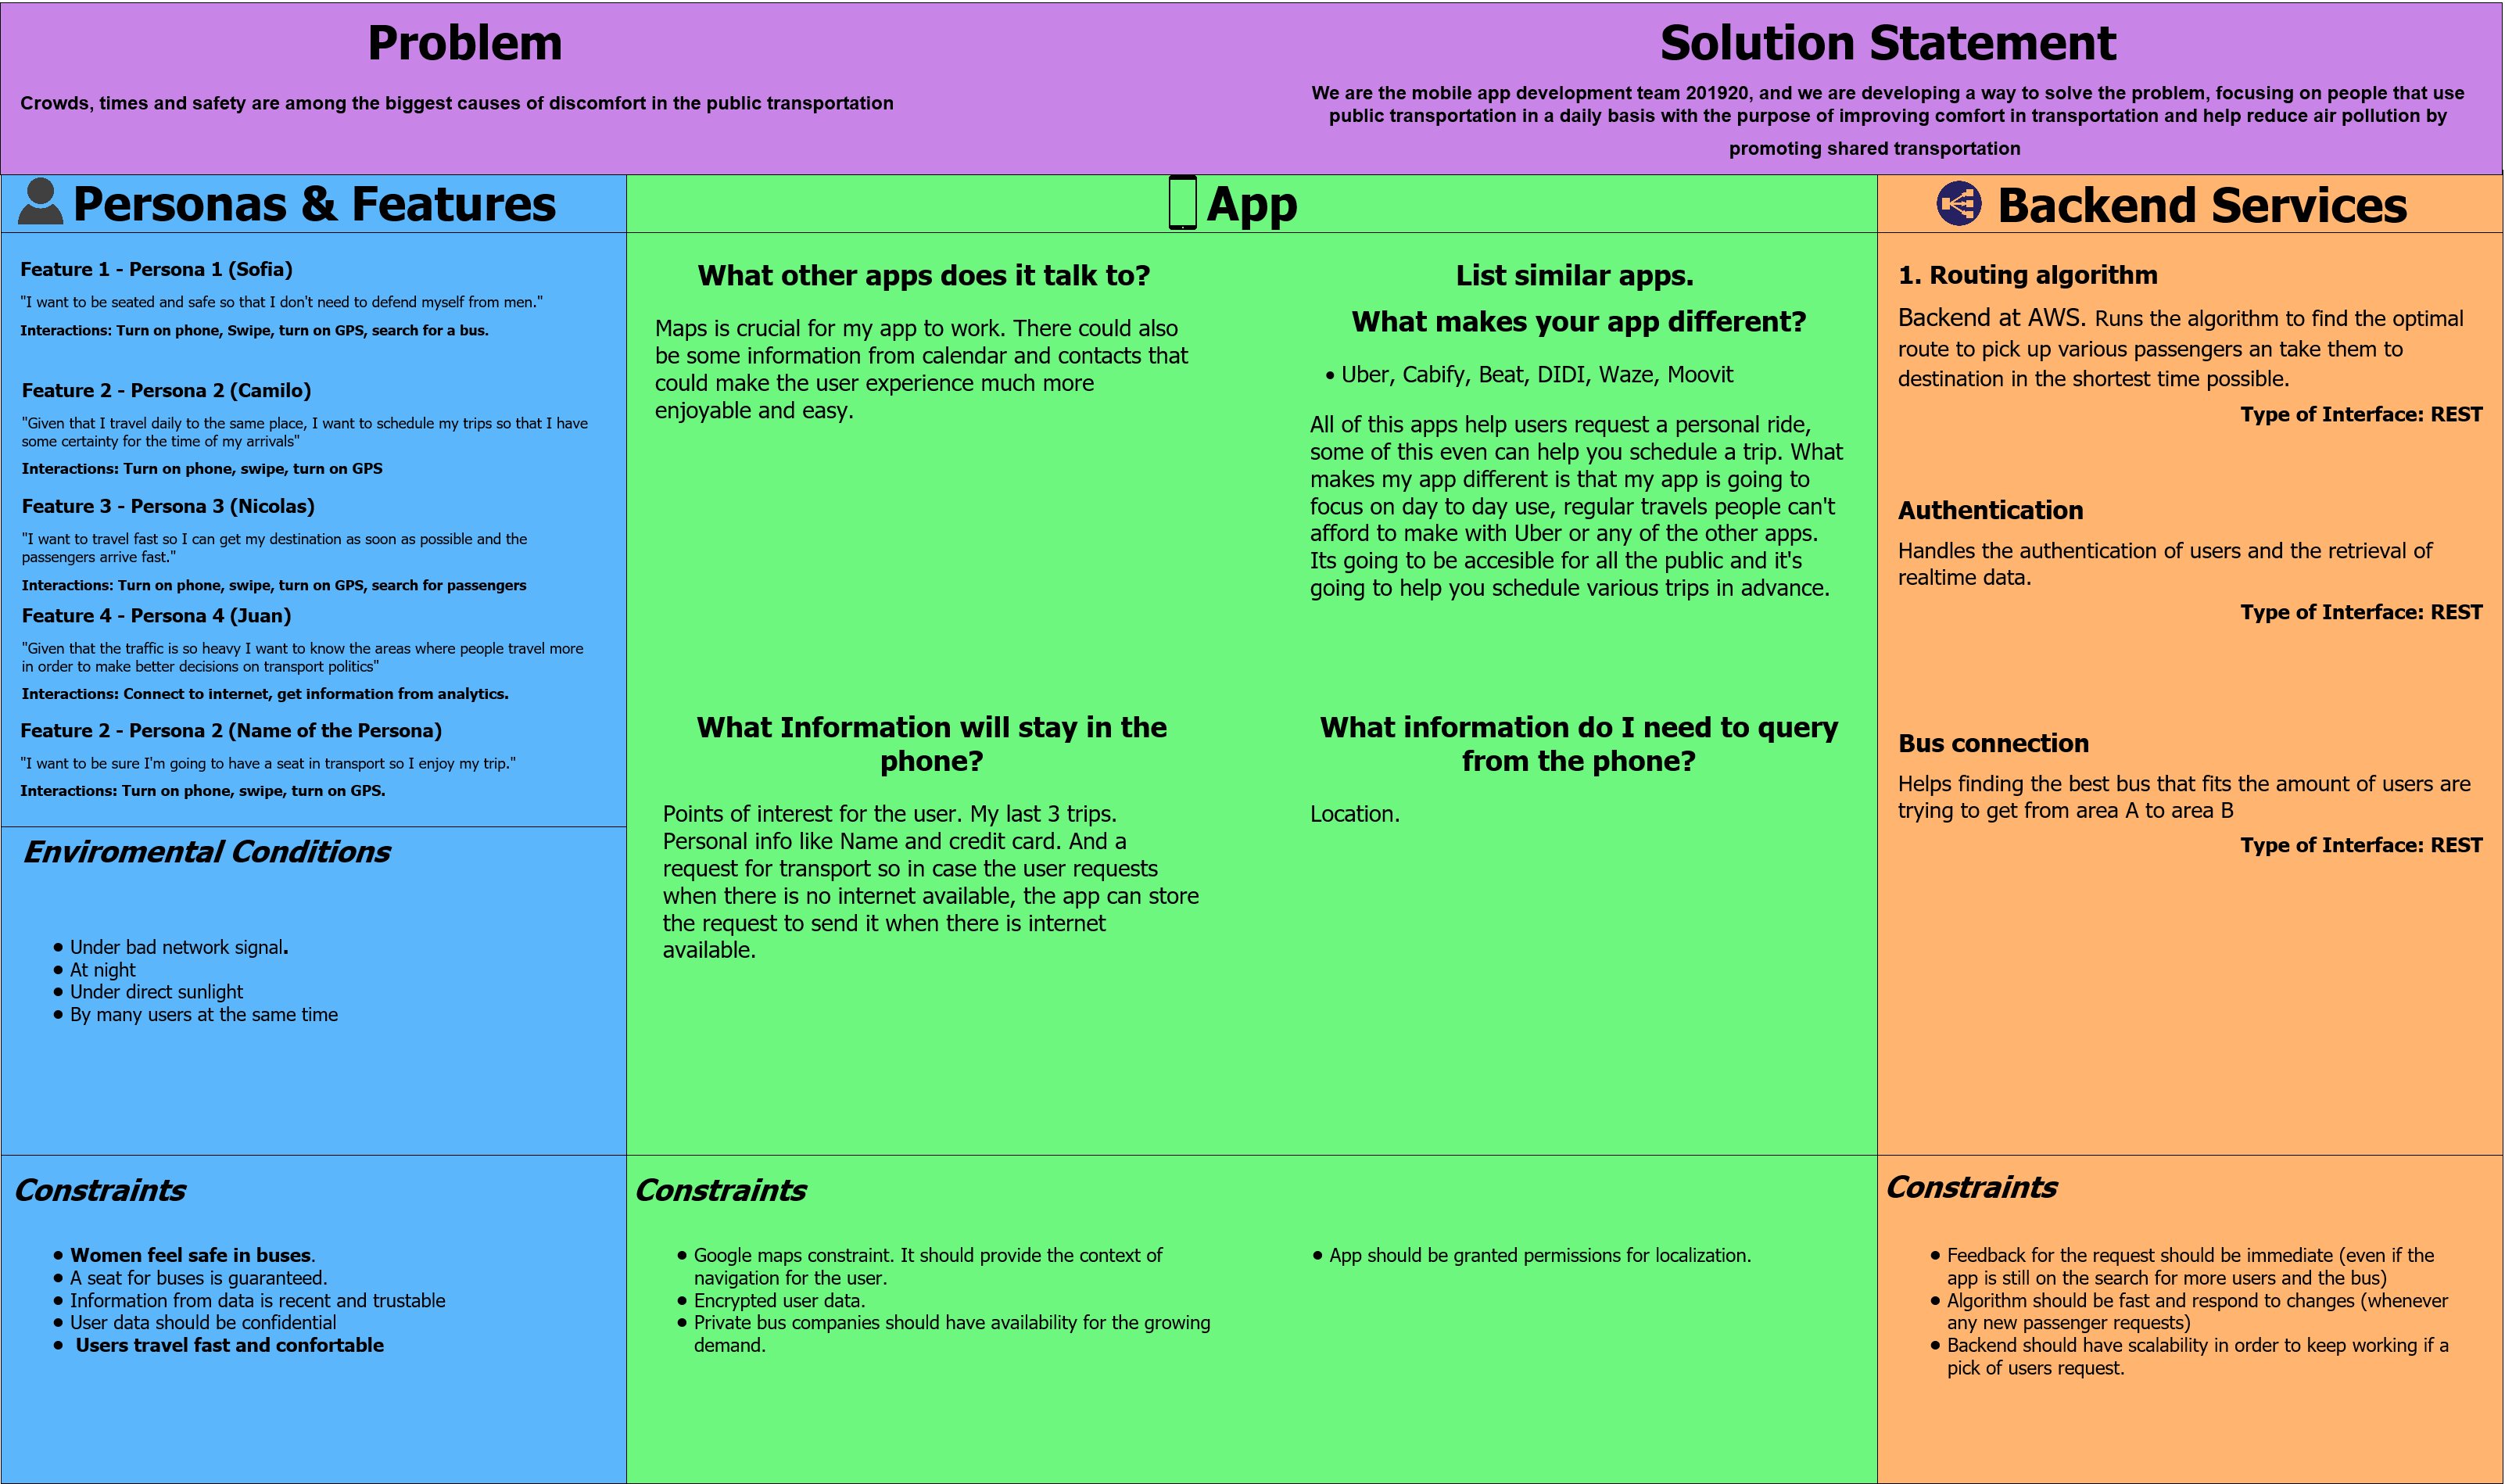 Problem
Crowds, times and safety are among the biggest causes of discomfort in the public transportation
Solution Statement
We are the mobile app development team 201920, and we are developing a way to solve the problem, focusing on people that use
public transportation in a daily basis with the purpose of improving comfort in transportation and help reduce air pollution by
promoting shared transportation
Personas & Features
Feature 1 - Persona 1 (Sofia)
"I want to be seated and safe so that I don't need to defend myself from men."
Interactions: Turn on phone, Swipe, turn on GPS, search for a bus.
Feature 2 - Persona 2 (Camilo)
"Given that I travel daily to the same place, I want to schedule my trips so that I have
some certainty for the time of my arrivals"
Interactions: Turn on phone, swipe, turn on GPS
Feature 3 - Persona 3 (Nicolas)
"I want to travel fast so I can get my destination as soon as possible and the
passengers arrive fast."
Interactions: Turn on phone, swipe, turn on GPS, search for passengers
Feature 4 - Persona 4 (Juan)
"Given that the traffic is so heavy I want to know the areas where people travel more
in order to make better decisions on transport politics"
Interactions: Connect to internet, get information from analytics.
Feature 2 - Persona 2 (Name of the Persona)
"I want to be sure I'm going to have a seat in transport so I enjoy my trip."
Interactions: Turn on phone, swipe, turn on GPS.
Enviromental Conditions
• Under bad network signal.
• At night
• Under direct sunlight
• By many users at the same time
Constraints
• Women feel safe in buses.
• A seat for buses is guaranteed.
• Information from data is recent and trustable
• User data should be confidential
• Users travel fast and confortable
App
What other apps does it talk to?
Maps is crucial for my app to work. There could also
be some information from calendar and contacts that
could make the user experience much more
enjoyable and easy.
List similar apps.
What makes your app different?
• Uber, Cabify, Beat, DIDI, Waze, Moovit
All of this apps help users request a personal ride,
some of this even can help you schedule a trip. What
makes my app different is that my app is going to
focus on day to day use, regular travels people can't
afford to make with Uber or any of the other apps.
Its going to be accesible for all the public and it's
going to help you schedule various trips in advance.
What Information will stay in the
phone?
Points of interest for the user. My last 3 trips.
Personal info like Name and credit card. And a
request for transport so in case the user requests
when there is no internet available, the app can store
the request to send it when there is internet
available.
What information do I need to query
from the phone?
Location.
Constraints
• Google maps constraint. It should provide the context of
navigation for the user.
• Encrypted user data.
• Private bus companies should have availability for the growing
demand.
• App should be granted permissions for localization.
Backend Services
1. Routing algorithm
Backend at AWS. Runs the algorithm to find the optimal
route to pick up various passengers an take them to
destination in the shortest time possible.
Type of Interface: REST
Authentication
Handles the authentication of users and the retrieval of
realtime data.
Type of Interface: REST
Bus connection
Helps finding the best bus that fits the amount of users are
trying to get from area A to area B
Type of Interface: REST
Constraints
• Feedback for the request should be immediate (even if the
app is still on the search for more users and the bus)
• Algorithm should be fast and respond to changes (whenever
any new passenger requests)
• Backend should have scalability in order to keep working if a
pick of users request.